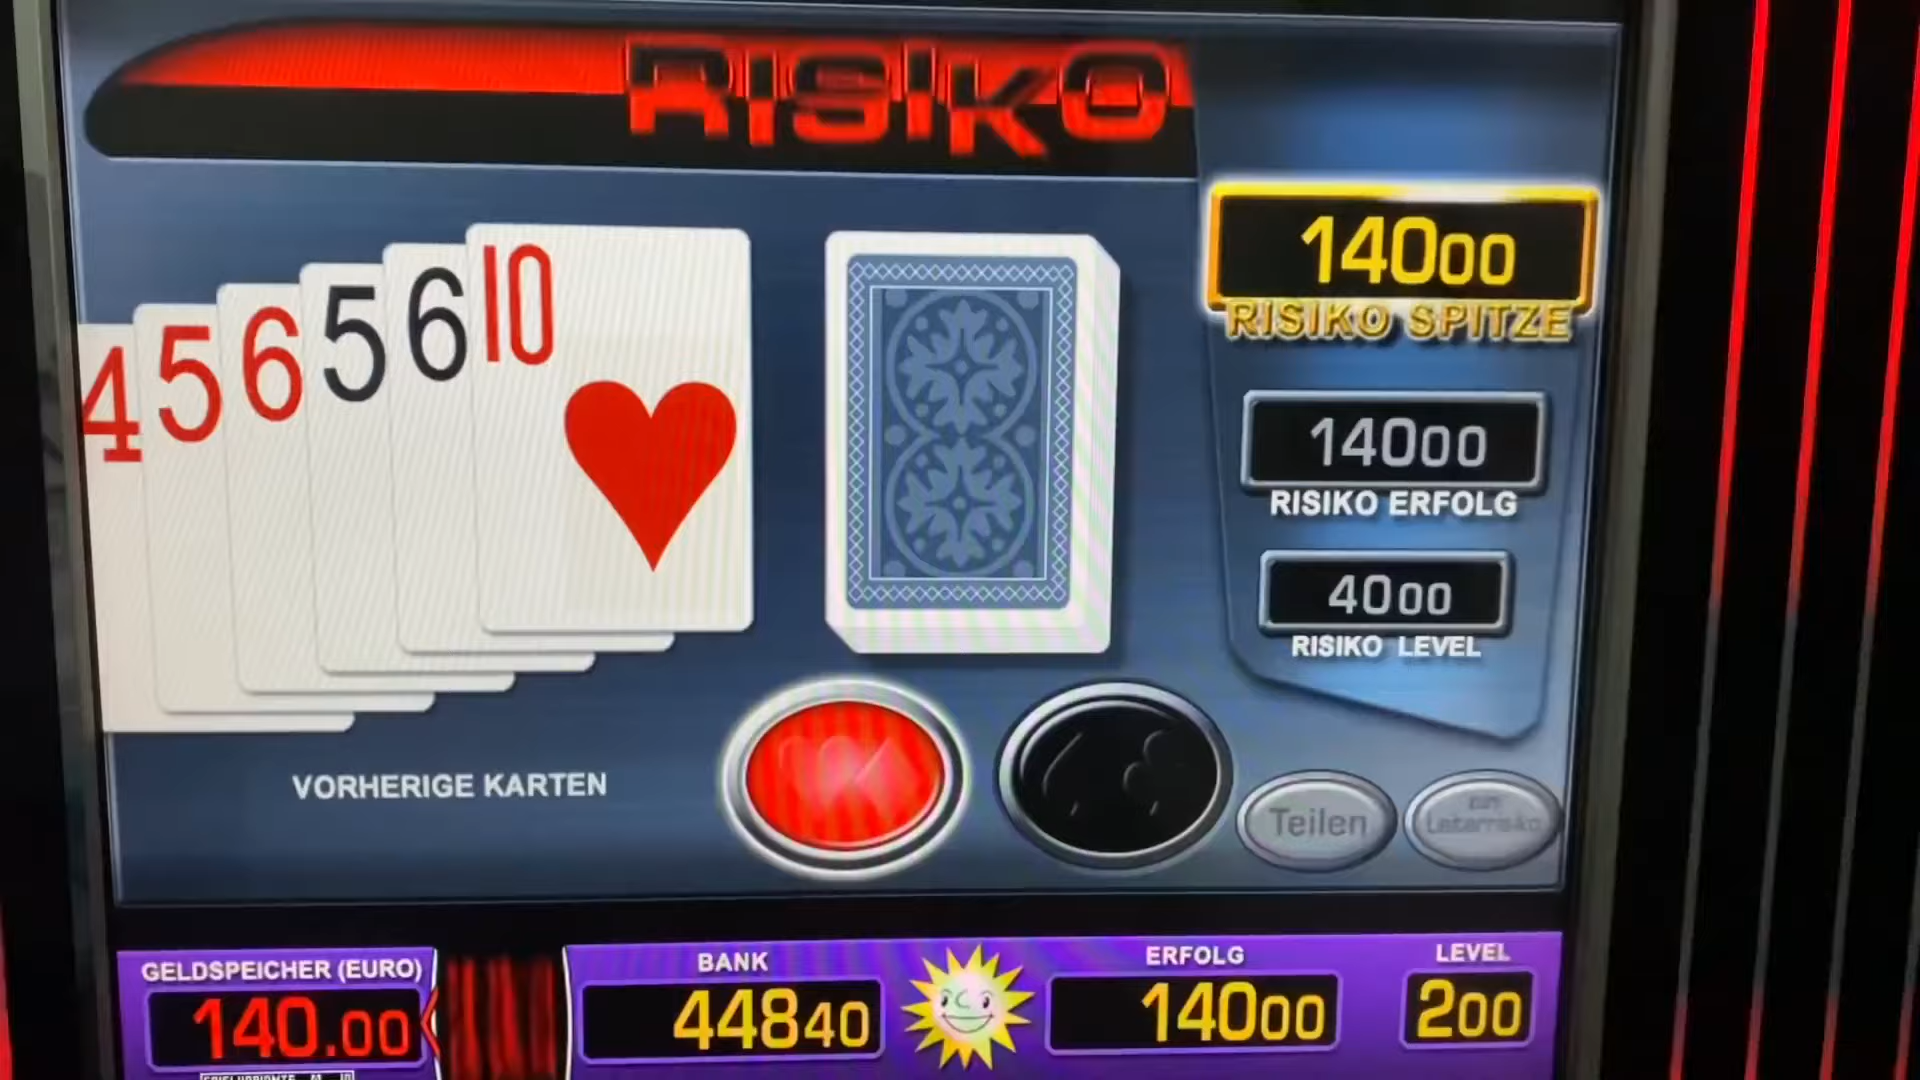 RISIKO
4 5 6 5 6 10
14000
RISIKO SPITZE
14000
RISIKO ERFOLG
4000
RISIKO LEVEL
VORHERIGE KARTEN
Teilen
GELDSPEICHER (EURO)
140.00
BANK
44840
ERFOLG
14000
LEVEL
200